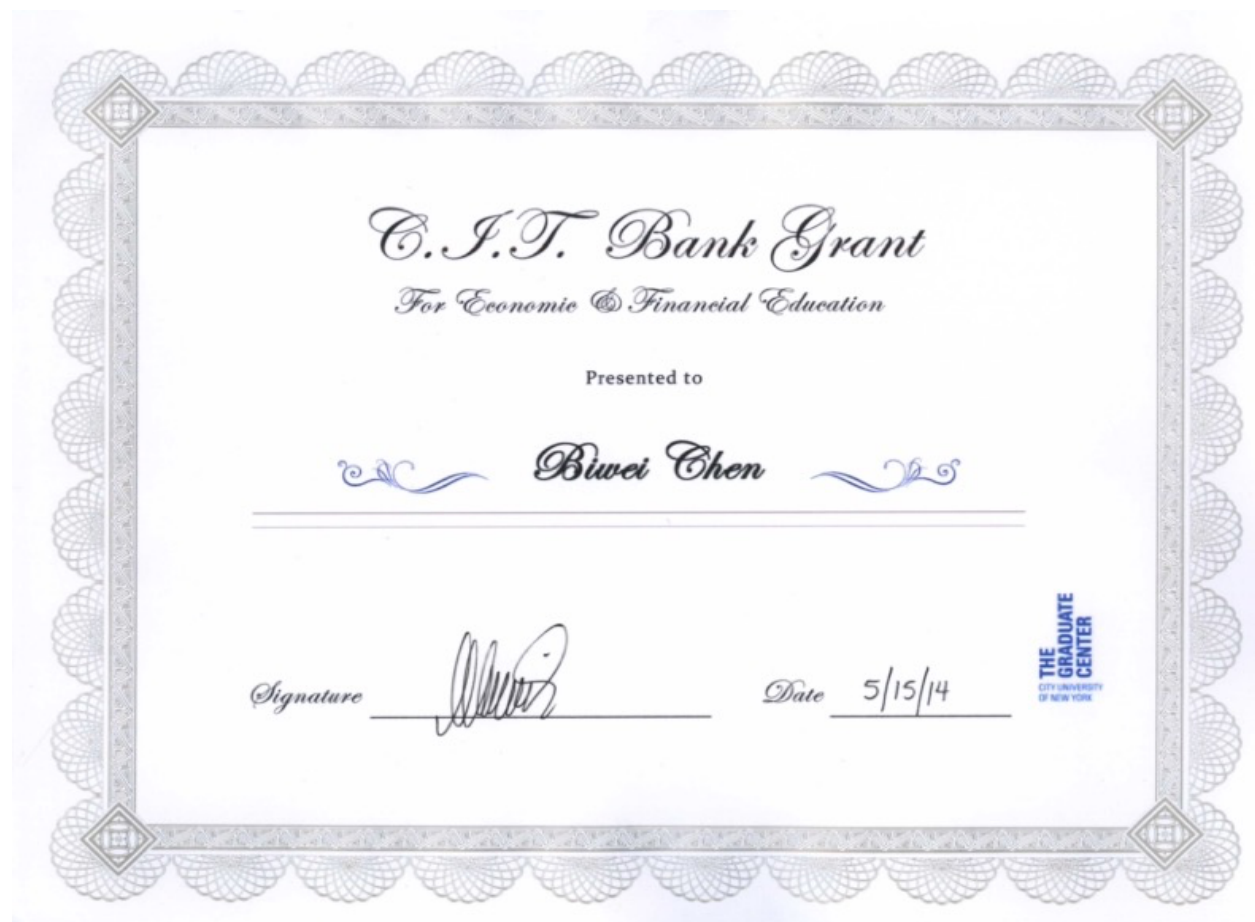 C.I.T. Bank Grant
For Economic & Financial Education
Presented to
Biwei Chen
Signature
Date 5/15/14
THE
GRADUATE
CENTER
CITY UNIVERSITY
OF NEW YORK